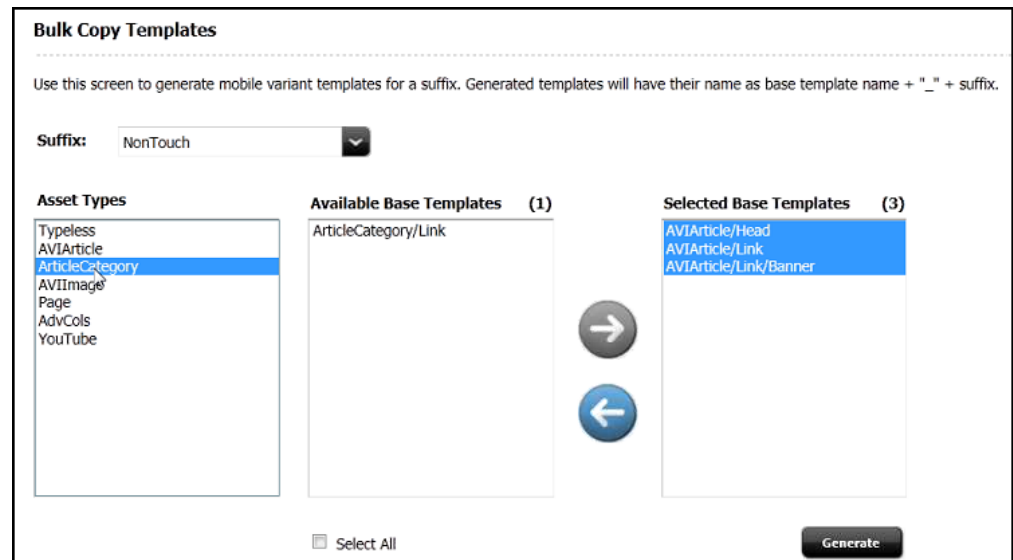 Bulk Copy Templates
Use this screen to generate mobile variant templates for a suffix. Generated templates will have their name as base template name + "_" + suffix.
Suffix: NonTouch
Asset Types
Typeless
AVIArticle
ArticleCategory
AVIImage
Page
AdvCols
YouTube
Available Base Templates (1)
ArticleCategory/Link
Selected Base Templates (3)
AVIArticle/Head
AVIArticle/Link
AVIArticle/Link/Banner
Select All
Generate